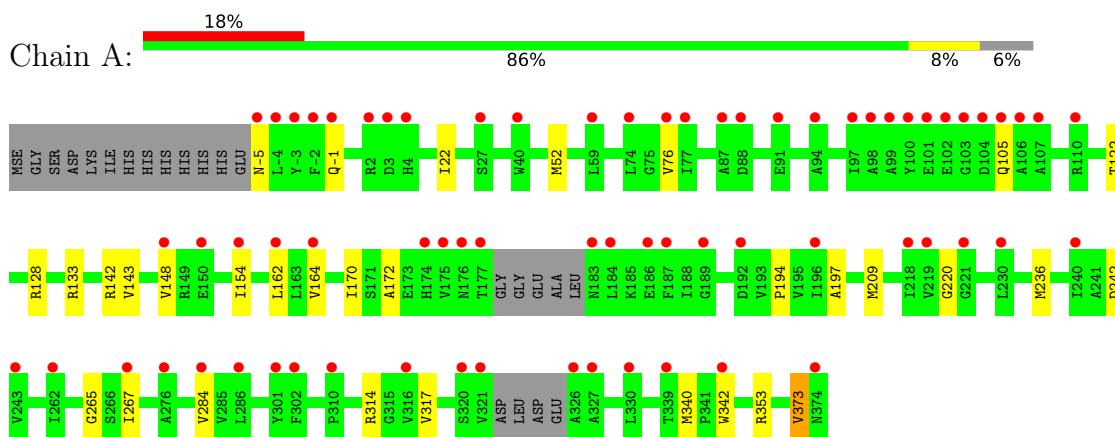 18%
Chain A:
86% 8% 6%
MSE GLY SER ASP LYS ILE HIS HIS HIS HIS HIS HIS GLU N-5 L-4 Y-3 F-2 Q-1 R2 D3 H4 I22 S27 W40 M52 L59 L74 G75 V76 I77 A87 D88 E91 A94 I97 A98 A99 Y100 E101 E102 G103 D104 Q105 A106 A107 R110
R128 R133 R142 V143 V148 R149 E150 I154 L162 L163 V164 I170 S171 A172 E173 H174 V175 N176 T177 GLY GLY GLU ALA LEU N183 L184 K185 E186 F187 I188 G189 D192 V193 P194 V195 I196 A197 M209 I218 V219 G220 G221 L230 M236 I240 A241
V243 I262 G265 S266 I267 A276 V284 V285 L286 Y301 F302 P310 R314 G315 V316 V317 S320 V321 ASP LEU ASP GLU A326 A327 L330 T339 M340 P341 W342 R353 V373 N374